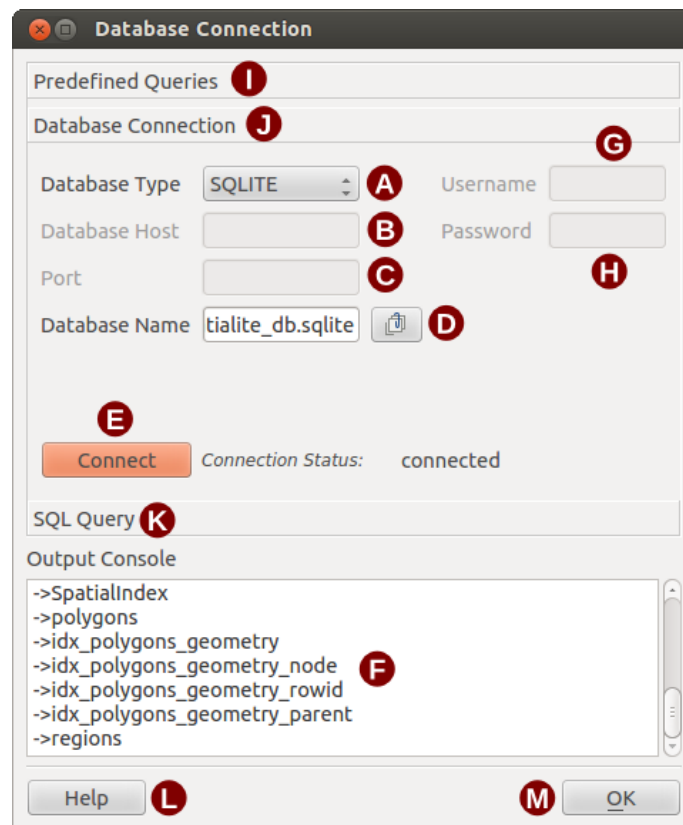 Database Connection
Predefined Queries I
Database Connection J
G
Database Type SQLITE A Username
Database Host B Password
Port C H
Database Name tialite_db.sqlite D
E
Connect Connection Status: connected
SQL Query K
Output Console
->SpatialIndex
->polygons
->idx_polygons_geometry
->idx_polygons_geometry_node F
->idx_polygons_geometry_rowid
->idx_polygons_geometry_parent
->regions
Help L M OK